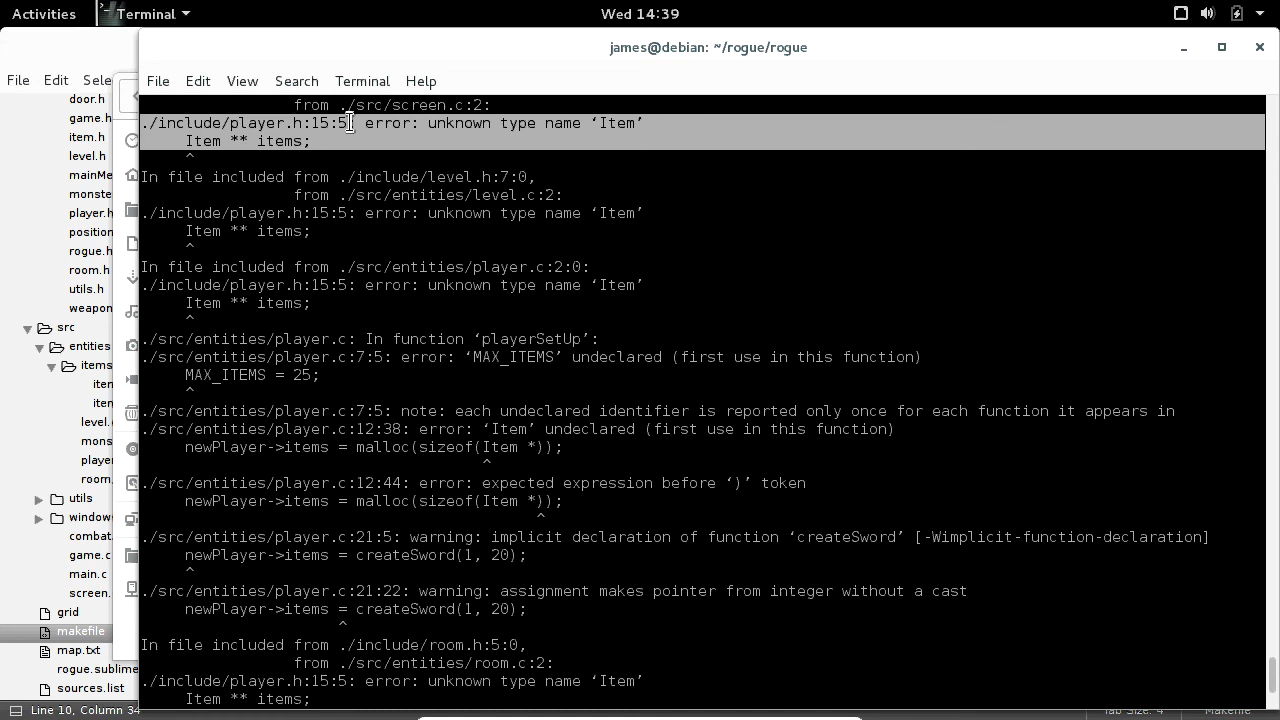 Activities
Terminal
Wed 14:39
james@debian: ~/rogue/rogue
File Edit Sele
File Edit View Search Terminal Help
door.h
game.h
item.h
level.h
mainMe
monste
player.h
position
rogue.h
room.h
utils.h
weapon
src
entities
items
item
item
level.
mons
player
room.
utils
window
combat.
game.c
main.c
screen.
grid
makefile
map.txt
rogue.sublime
sources.list
from ./src/screen.c:2:
./include/player.h:15:5: error: unknown type name ‘Item’
Item ** items;
^
In file included from ./include/level.h:7:0,
from ./src/entities/level.c:2:
./include/player.h:15:5: error: unknown type name ‘Item’
Item ** items;
^
In file included from ./src/entities/player.c:2:0:
./include/player.h:15:5: error: unknown type name ‘Item’
Item ** items;
^
./src/entities/player.c: In function ‘playerSetUp’:
./src/entities/player.c:7:5: error: ‘MAX_ITEMS’ undeclared (first use in this function)
MAX_ITEMS = 25;
^
./src/entities/player.c:7:5: note: each undeclared identifier is reported only once for each function it appears in
./src/entities/player.c:12:38: error: ‘Item’ undeclared (first use in this function)
newPlayer->items = malloc(sizeof(Item *));
^
./src/entities/player.c:12:44: error: expected expression before ‘)’ token
newPlayer->items = malloc(sizeof(Item *));
^
./src/entities/player.c:21:5: warning: implicit declaration of function ‘createSword’ [-Wimplicit-function-declaration]
newPlayer->items = createSword(1, 20);
^
./src/entities/player.c:21:22: warning: assignment makes pointer from integer without a cast
newPlayer->items = createSword(1, 20);
^
In file included from ./include/room.h:5:0,
from ./src/entities/room.c:2:
./include/player.h:15:5: error: unknown type name ‘Item’
Item ** items;
Line 10, Column 34
Tab Size: 4
Makefile